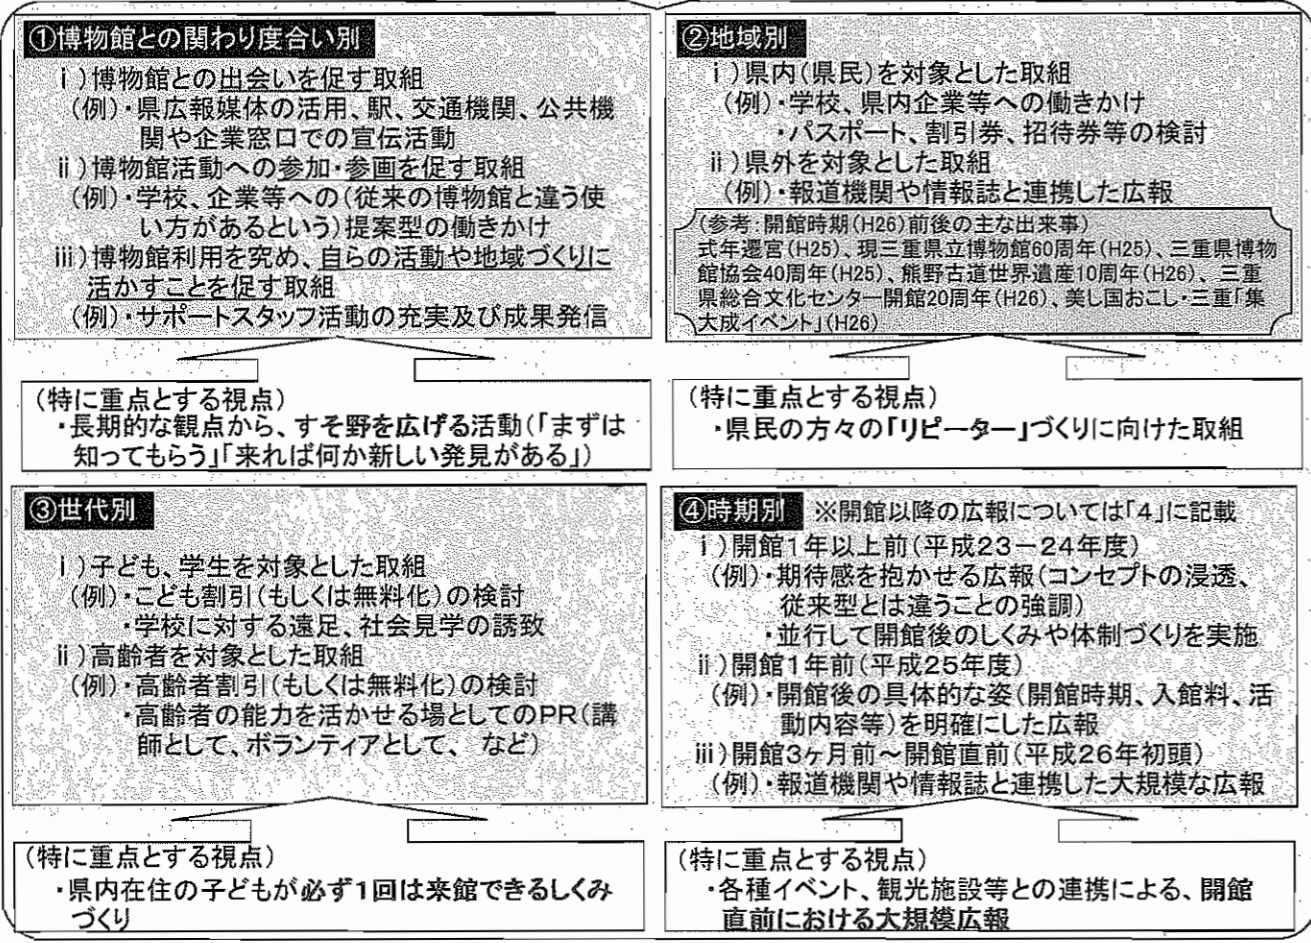 ①博物館との関わり度合い別
ⅰ)博物館との出会いを促す取組
(例)・県広報媒体の活用、駅、交通機関、公共機
関や企業窓口での宣伝活動
ⅱ)博物館活動への参加・参画を促す取組
(例)・学校、企業等への(従来の博物館と違う使
い方があるという)提案型の働きかけ
ⅲ)博物館利用を究め、自らの活動や地域づくりに
活かすことを促す取組
(例)・サポートスタッフ活動の充実及び成果発信
(特に重点とする視点)
・長期的な観点から、すそ野を広げる活動(「まずは
知ってもらう」「来れば何か新しい発見がある」)
②地域別
ⅰ)県内(県民)を対象とした取組
(例)・学校、県内企業等への働きかけ
・パスポート、割引券、招待券等の検討
ⅱ)県外を対象とした取組
(例)・報道機関や情報誌と連携した広報
(参考:開館時期(H26)前後の主な出来事)
式年遷宮(H25)、現三重県立博物館60周年(H25)、三重県博物
館協会40周年(H25)、熊野古道世界遺産10周年(H26)、三重
県総合文化センター開館20周年(H26)、美し国おこし・三重「集
大成イベント」(H26)
(特に重点とする視点)
・県民の方々の「リピーター」づくりに向けた取組
③世代別
ⅰ)子ども、学生を対象とした取組
(例)・こども割引(もしくは無料化)の検討
・学校に対する遠足、社会見学の誘致
ⅱ)高齢者を対象とした取組
(例)・高齢者割引(もしくは無料化)の検討
・高齢者の能力を活かせる場としてのPR(講
師として、ボランティアとして、 など)
(特に重点とする視点)
・県内在住の子どもが必ず1回は来館できるしくみ
づくり
④時期別 ※開館以降の広報については「4」に記載
ⅰ)開館1年以上前(平成23-24年度)
(例)・期待感を抱かせる広報(コンセプトの浸透、
従来型とは違うことの強調)
・並行して開館後のしくみや体制づくりを実施
ⅱ)開館1年前(平成25年度)
(例)・開館後の具体的な姿(開館時期、入館料、活
動内容等)を明確にした広報
ⅲ)開館3ヶ月前~開館直前(平成26年初頭)
(例)・報道機関や情報誌と連携した大規模な広報
(特に重点とする視点)
・各種イベント、観光施設等との連携による、開館
直前における大規模広報